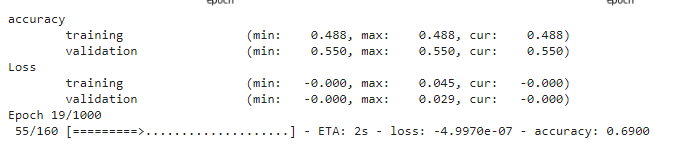 epoch epoch
accuracy
training (min: 0.488, max: 0.488, cur: 0.488)
validation (min: 0.550, max: 0.550, cur: 0.550)
Loss
training (min: -0.000, max: 0.045, cur: -0.000)
validation (min: -0.000, max: 0.029, cur: -0.000)
Epoch 19/1000
55/160 [=========>....................] - ETA: 2s - loss: -4.9970e-07 - accuracy: 0.6900